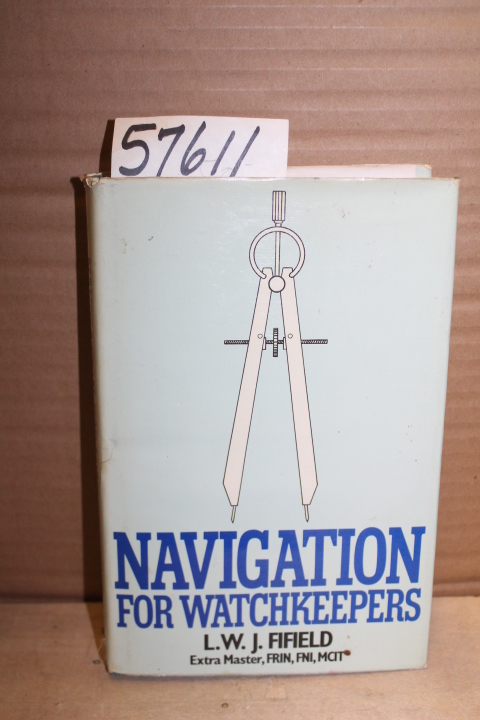 57611
NAVIGATION
FOR WATCHKEEPERS
L.W. J. FIFIELD
Extra Master, FRIN, FNI, MCIT